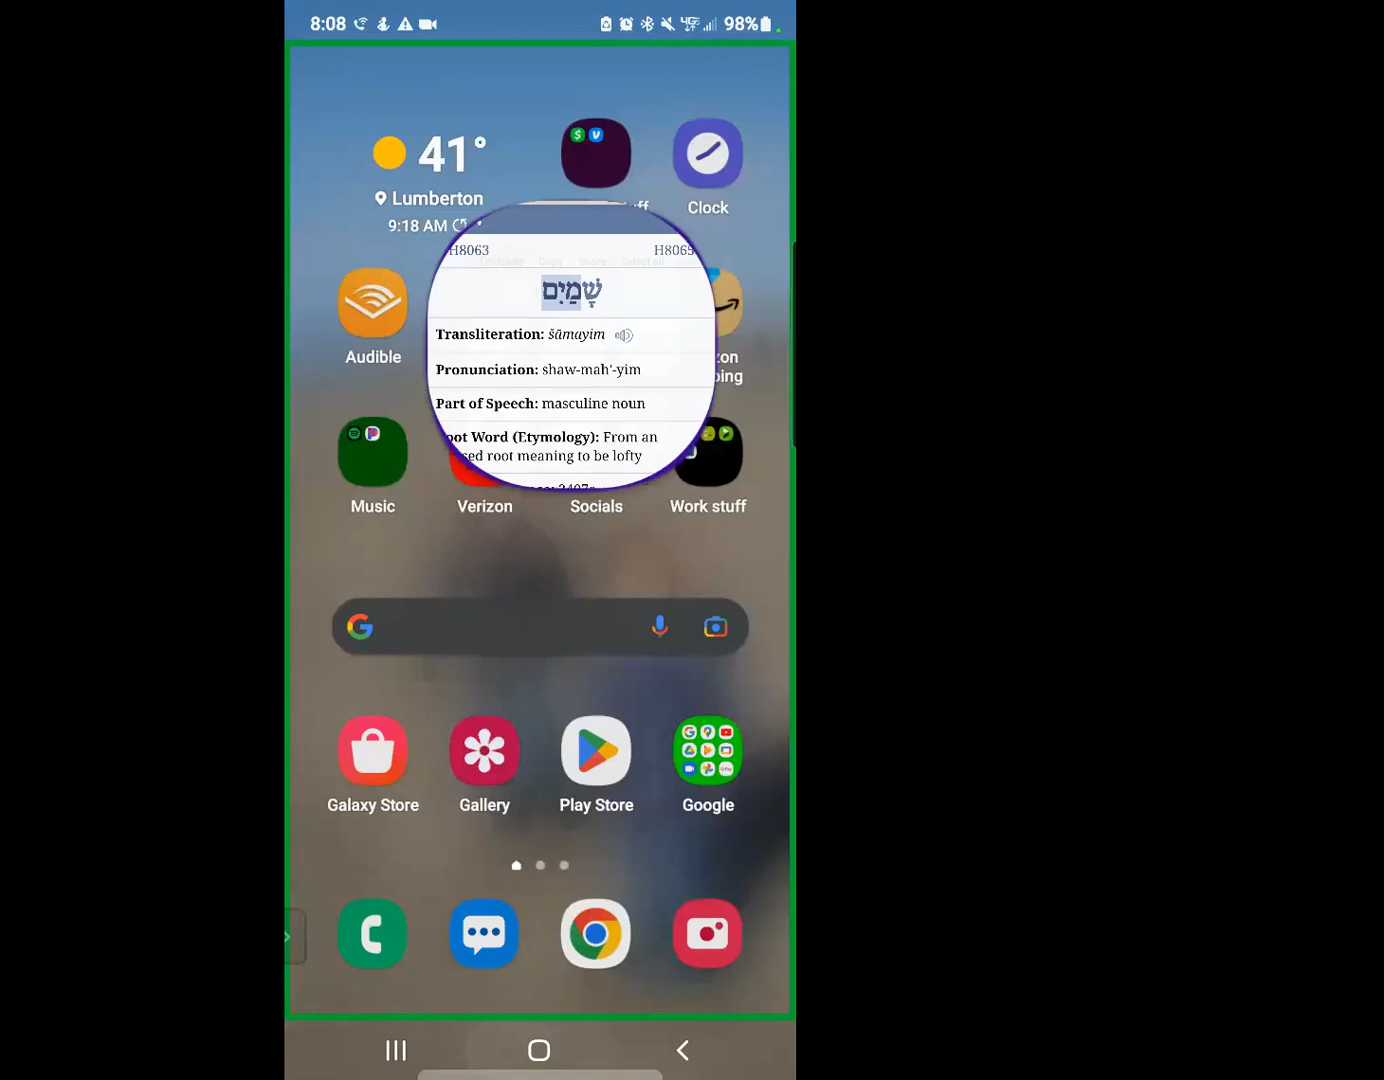 8:08
98%
41°
Lumberton
9:18 AM
Clock
H8063 H8065
שָׁמַיִם
Transliteration: šāmayim
Pronunciation: shaw-mah'-yim
Part of Speech: masculine noun
Word (Etymology): From an
root meaning to be lofty
Audible
Music
Verizon
Socials
Work stuff
Galaxy Store
Gallery
Play Store
Google